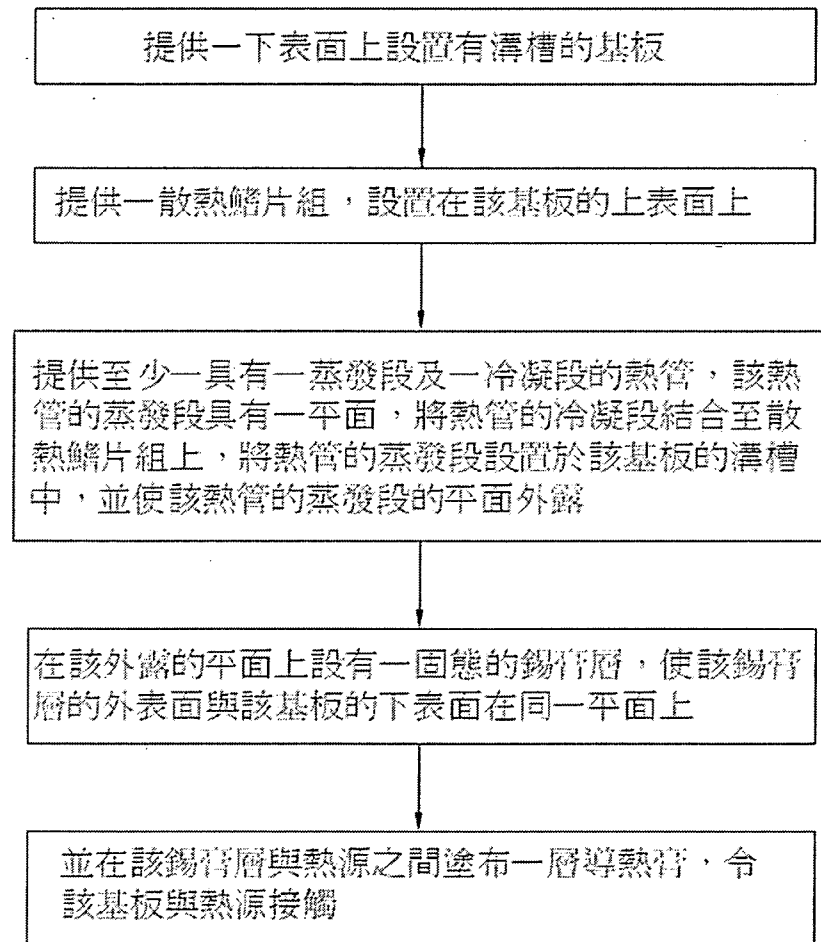 提供一下表面上設置有溝槽的基板
提供一散熱鰭片組，設置在該基板的上表面上
提供至少一具有一蒸發段及一冷凝段的熱管，該熱
管的蒸發段具有一平面，將熱管的冷凝段結合至散
熱鰭片組上，將熱管的蒸發段設置於該基板的溝槽
中，並使該熱管的蒸發段的平面外露
在該外露的平面上設有一固態的錫膏層，使該錫膏
層的外表面與該基板的下表面在同一平面上
並在該錫膏層與熱源之間塗布一層導熱膏，令
該基板與熱源接觸